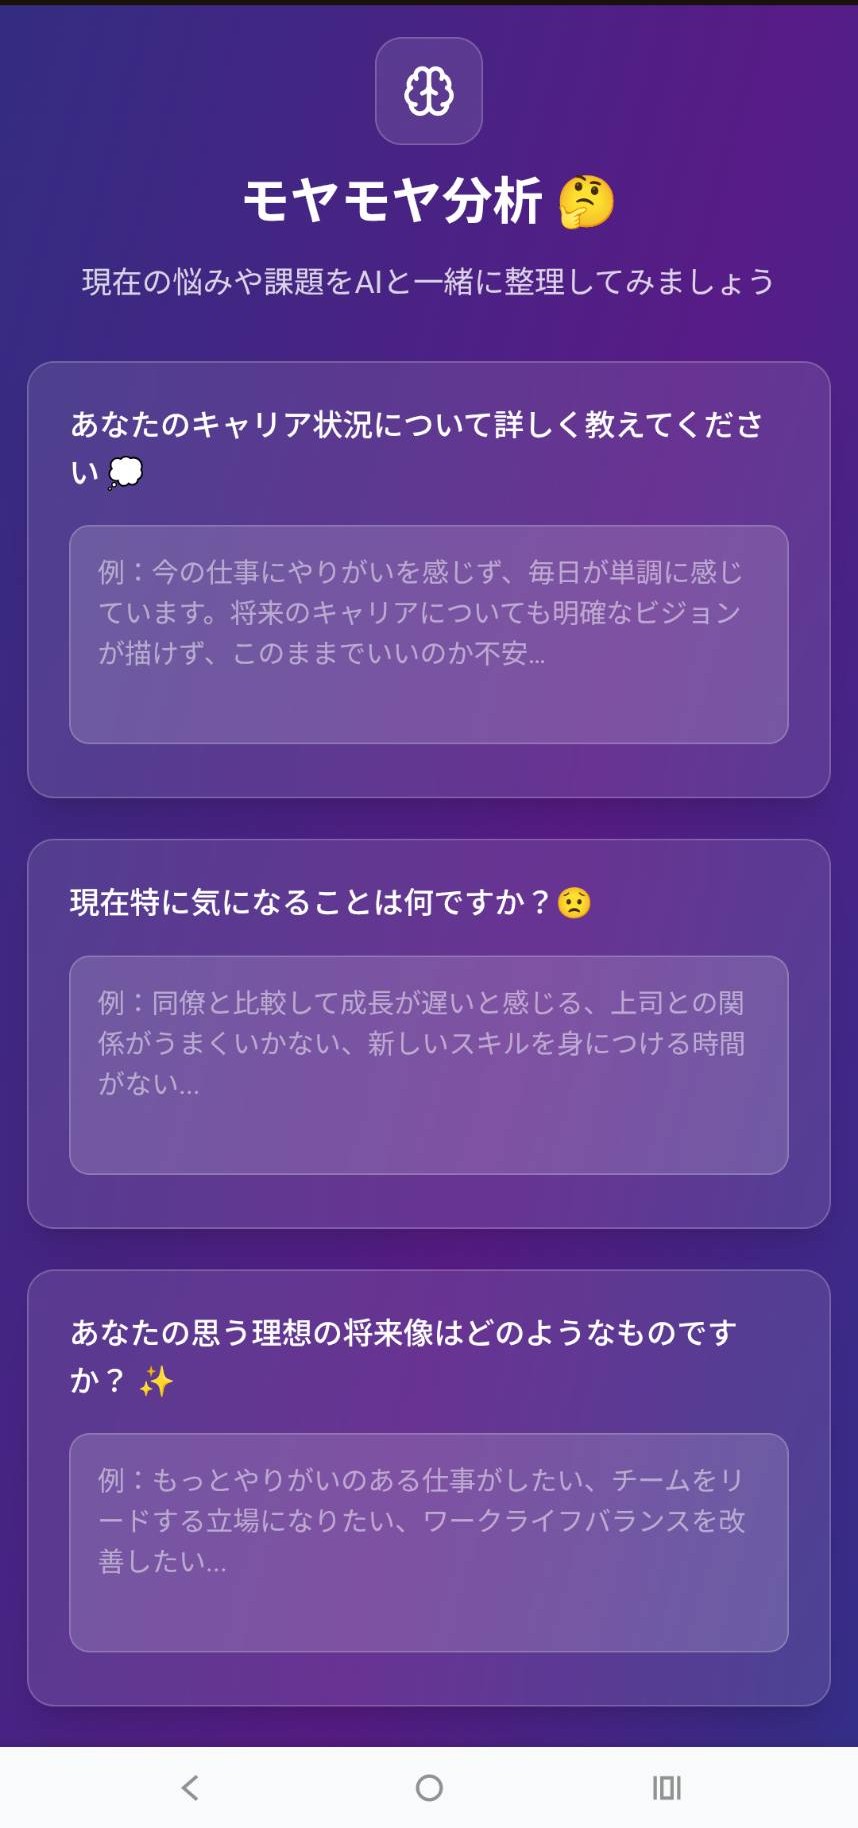 モヤモヤ分析 🤔
現在の悩みや課題をAIと一緒に整理してみましょう
あなたのキャリア状況について詳しく教えてくださ
い 💭
例：今の仕事にやりがいを感じず、毎日が単調に感じ
ています。将来のキャリアについても明確なビジョン
が描けず、このままでいいのか不安...
現在特に気になることは何ですか？😟
例：同僚と比較して成長が遅いと感じる、上司との関
係がうまくいかない、新しいスキルを身につける時間
がない...
あなたの思う理想の将来像はどのようなものです
か？ ✨
例：もっとやりがいのある仕事がしたい、チームをリ
ードする立場になりたい、ワークライフバランスを改
善したい...